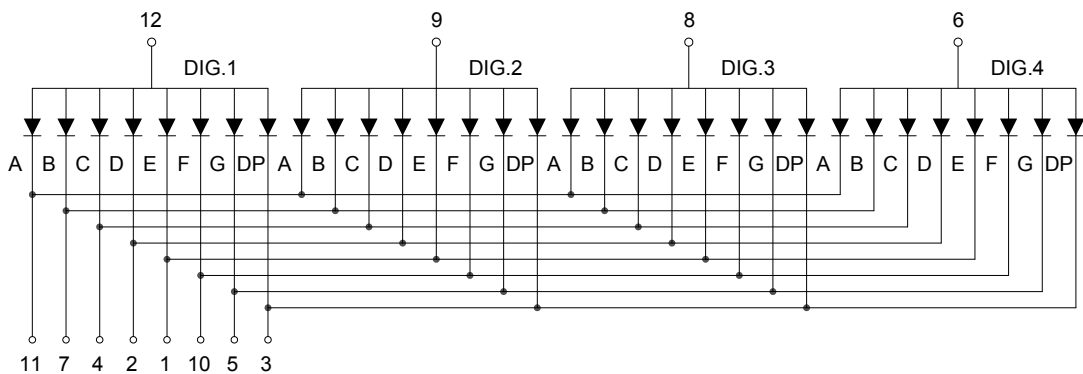 12 9 8 6
DIG.1 DIG.2 DIG.3 DIG.4
A B C D E F G DP A B C D E F G DP A B C D E F G DP A B C D E F G DP
11 7 4 2 1 10 5 3